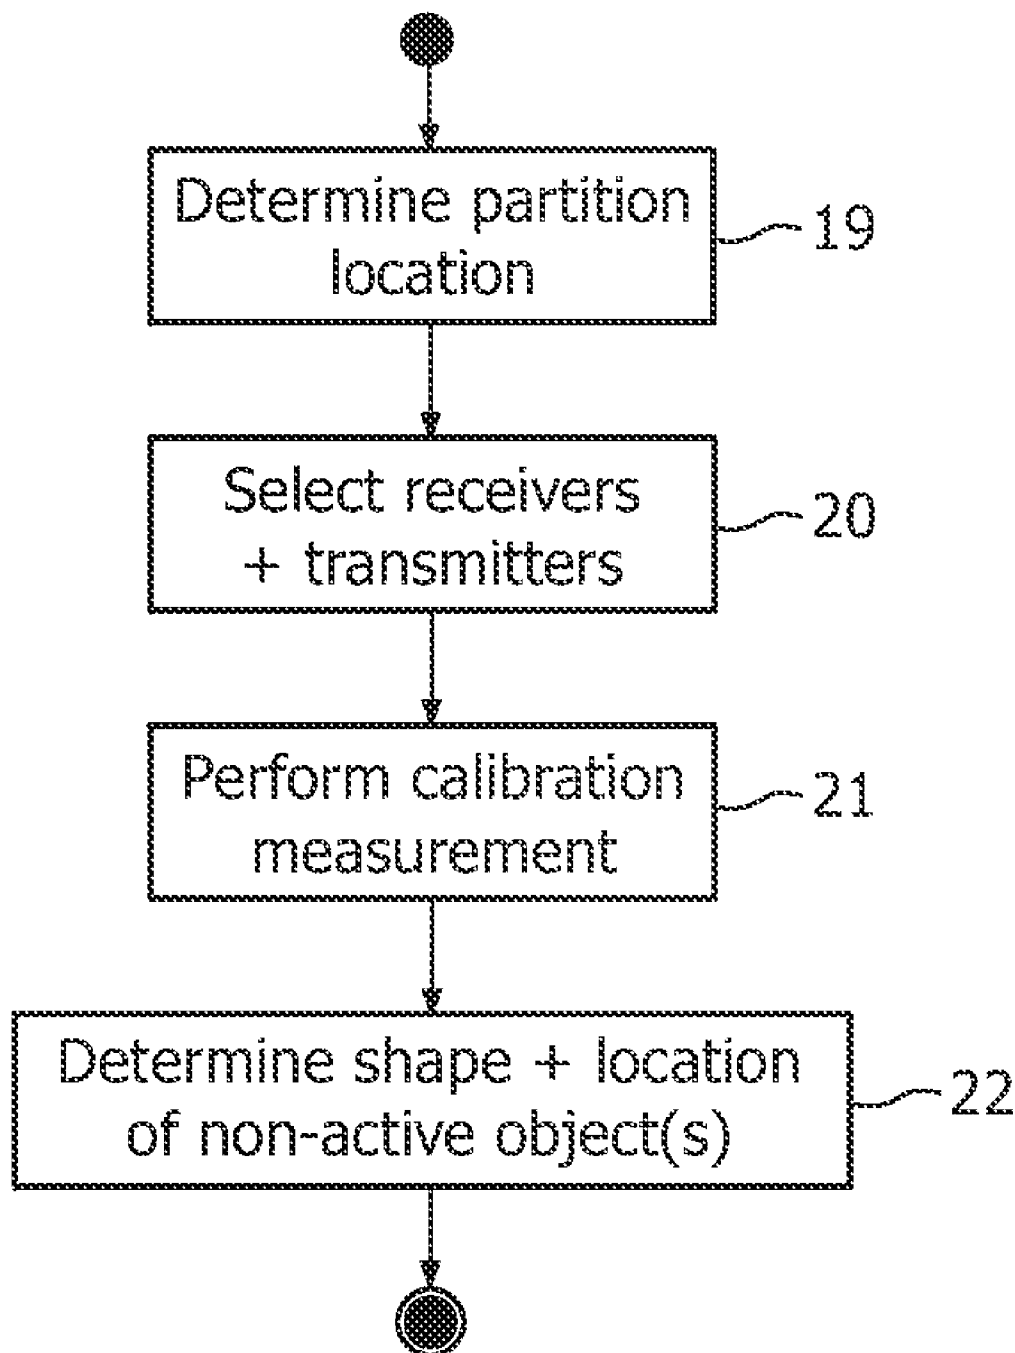 Determine partition
location
19
Select receivers
+ transmitters
20
Perform calibration
measurement
21
Determine shape + location
of non-active object(s)
22